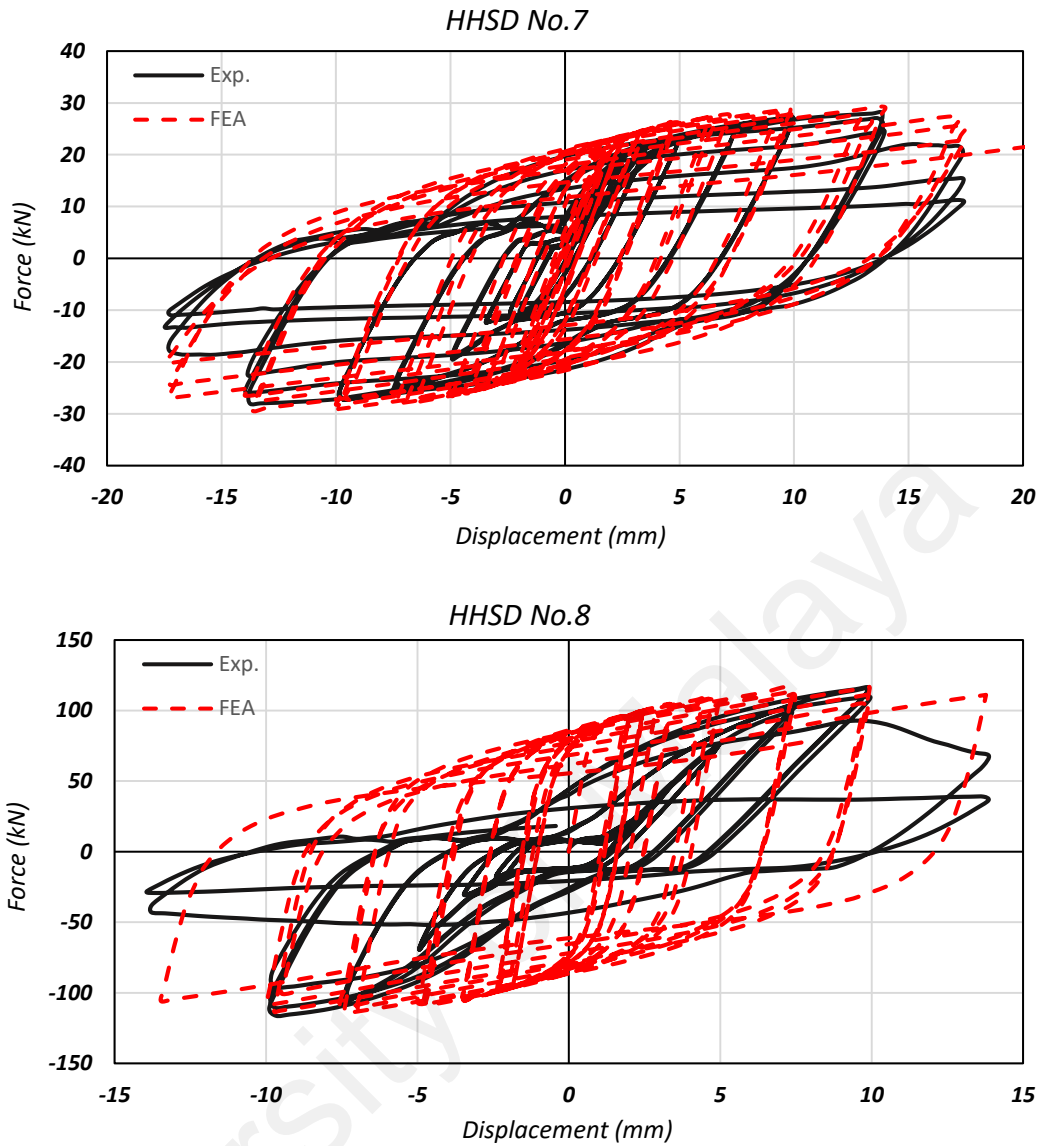 HHSD No.7
40
30
20
10
0
-10
-20
-30
-40
Force (kN)
Exp.
FEA
-20 -15 -10 -5 0 5 10 15 20
Displacement (mm)
HHSD No.8
150
100
50
0
-50
-100
-150
Force (kN)
Exp.
FEA
-15 -10 -5 0 5 10 15
Displacement (mm)